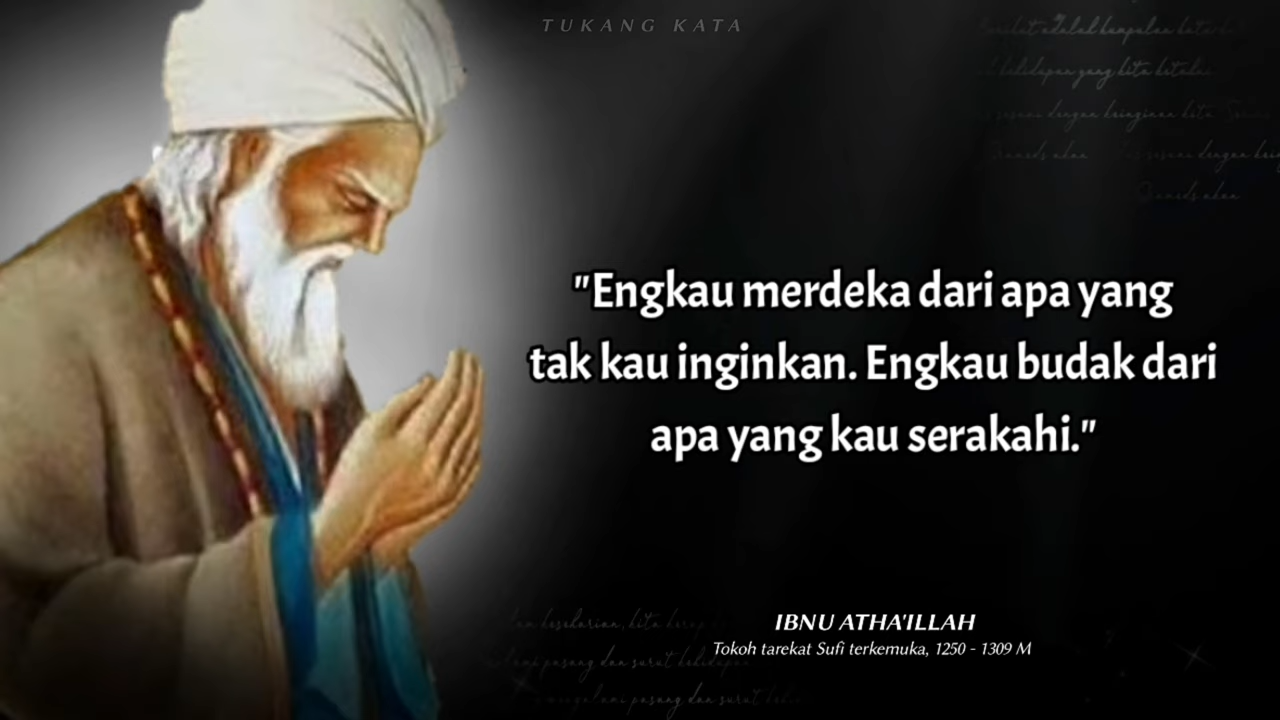 TUKANG KATA
"Engkau merdeka dari apa yang
tak kau inginkan. Engkau budak dari
apa yang kau serakahi."
IBNU ATHA'ILLAH
Tokoh tarekat Sufi terkemuka, 1250 - 1309 M